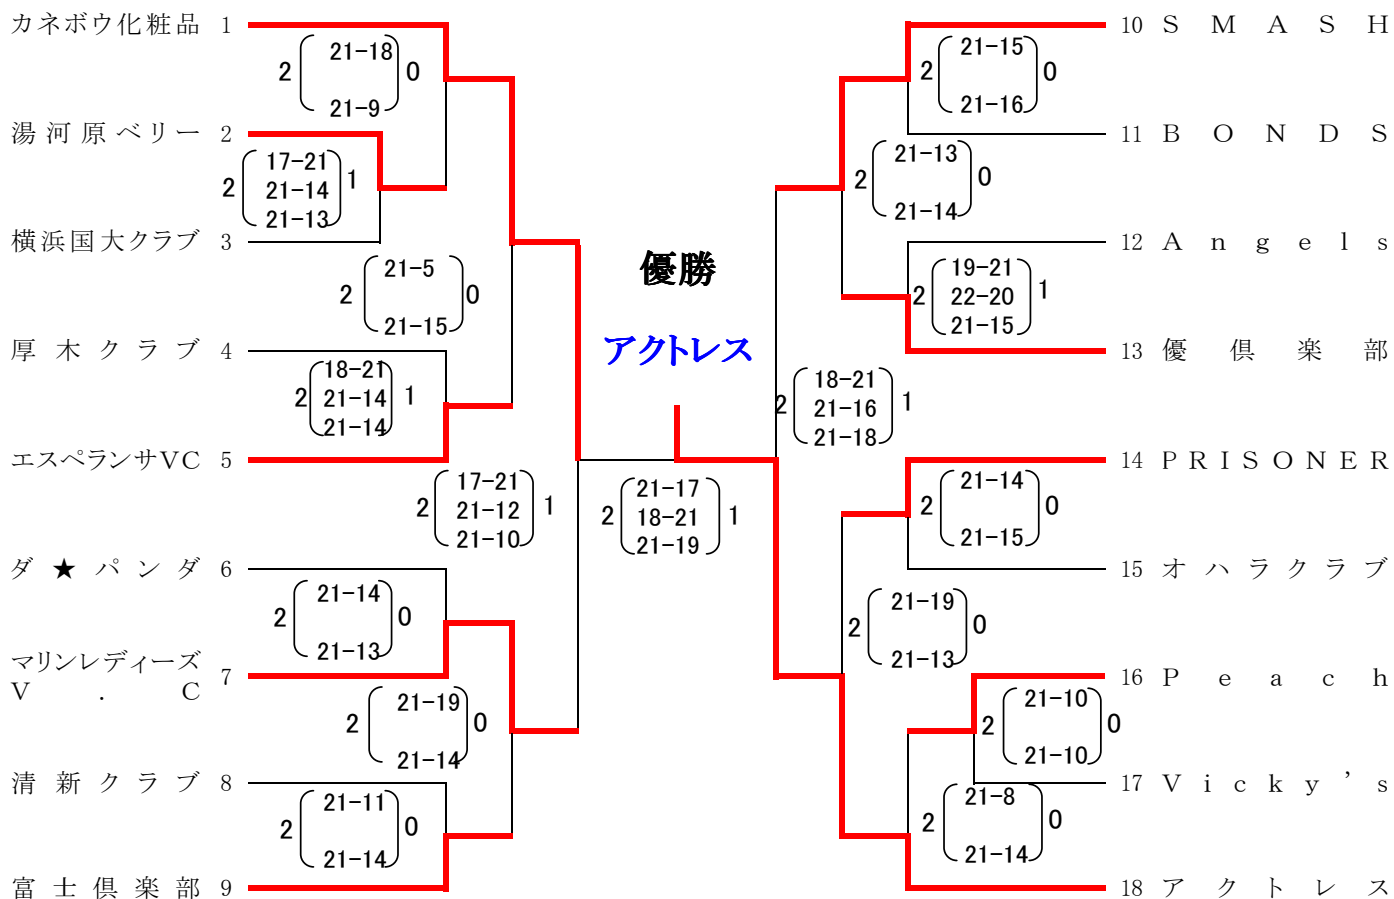 カネボウ化粧品 1
2 21-18 0
21-9
湯河原ベリー 2
17-21
2 21-14 1
21-13
横浜国大クラブ 3
21-5
2 0
21-15
厚木クラブ 4
18-21
2 21-14 1
21-14
エスペランサVC 5
17-21
2 21-12 1
21-10
ダ★パンダ 6
21-14
2 0
21-13
マリンレディーズ
V.C 7
21-19
2 0
21-14
清新クラブ 8
21-11
2 0
21-14
富士倶楽部 9
優勝
アクトレス
21-17
2 18-21 1
21-19
10 SMASH
21-15
2 0
21-16
11 BONDS
21-13
2 0
21-14
12 Angels
19-21
2 22-20 1
21-15
13 優倶楽部
18-21
2 21-16 1
21-18
14 PRISONER
21-14
2 0
21-15
15 オハラクラブ
21-19
2 0
21-13
16 Peach
21-10
2 0
21-10
17 Vicky's
21-8
2 0
21-14
18 アクトレス